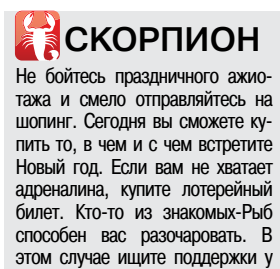 СКОРПИОН
Не бойтесь праздничного ажио-
тажа и смело отправляйтесь на
шопинг. Сегодня вы сможете ку-
пить то, в чем и с чем встретите
Новый год. Если вам не хватает
адреналина, купите лотерейный
билет. Кто-то из знакомых-Рыб
способен вас разочаровать. В
этом случае ищите поддержки у